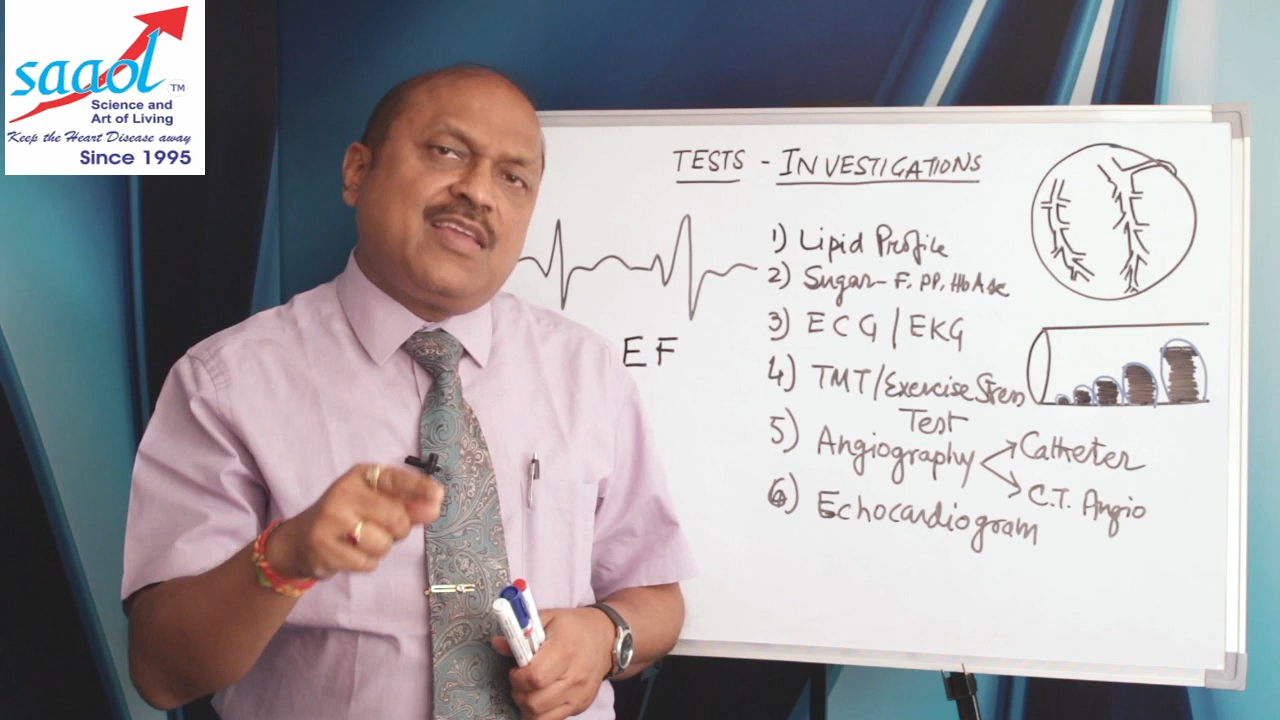 saaol TM
Science and
Art of Living
Keep the Heart Disease away
Since 1995
TESTS - INVESTIGATIONS
1) Lipid Profile
2) Sugar - F, PP, HbA1c
3) ECG / EKG
EF
4) TMT/Exercise Stress
Test
5) Angiography
Catheter
C.T. Angio
6) Echocardiogram